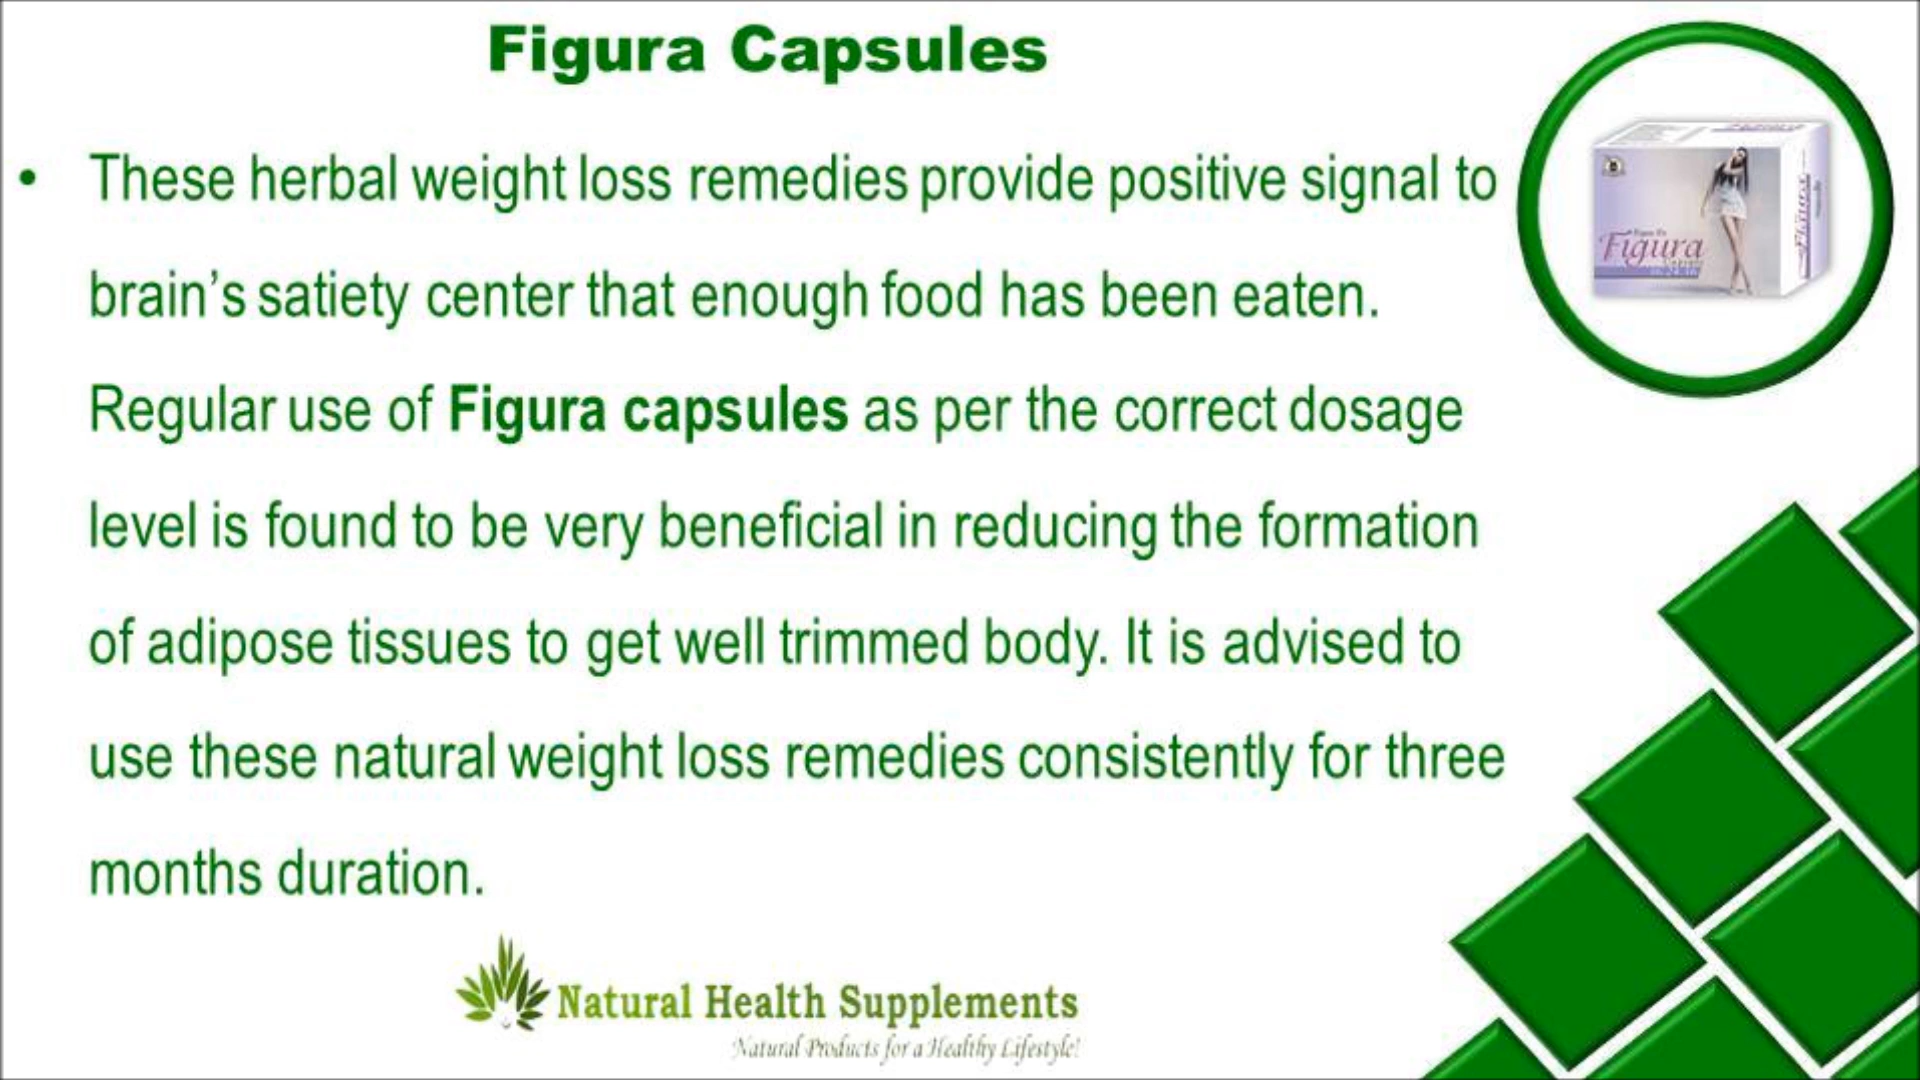 Figura Capsules
• These herbal weight loss remedies provide positive signal to
brain’s satiety center that enough food has been eaten.
Regular use of Figura capsules as per the correct dosage
level is found to be very beneficial in reducing the formation
of adipose tissues to get well trimmed body. It is advised to
use these natural weight loss remedies consistently for three
months duration.
Figura
Figura
Natural Health Supplements
Natural Products for a Healthy Lifestyle!